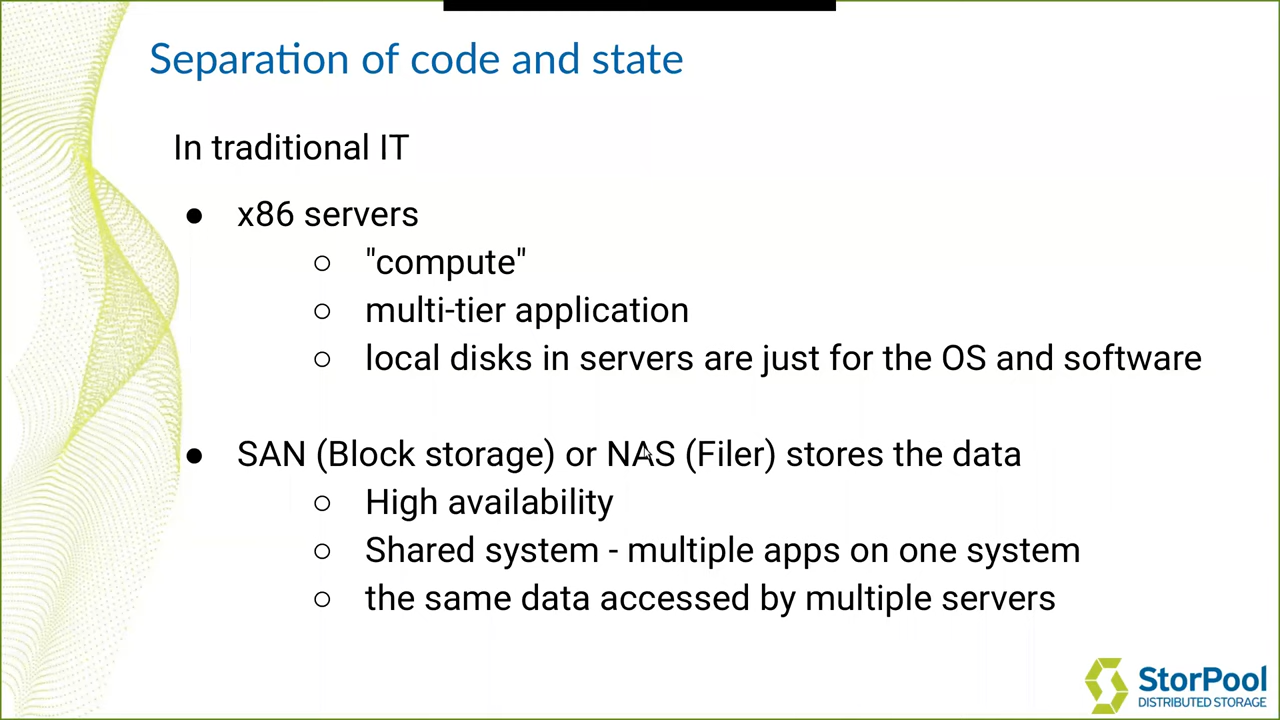 Separation of code and state
In traditional IT
● x86 servers
○ "compute"
○ multi-tier application
○ local disks in servers are just for the OS and software
● SAN (Block storage) or NAS (Filer) stores the data
○ High availability
○ Shared system - multiple apps on one system
○ the same data accessed by multiple servers
StorPool
DISTRIBUTED STORAGE